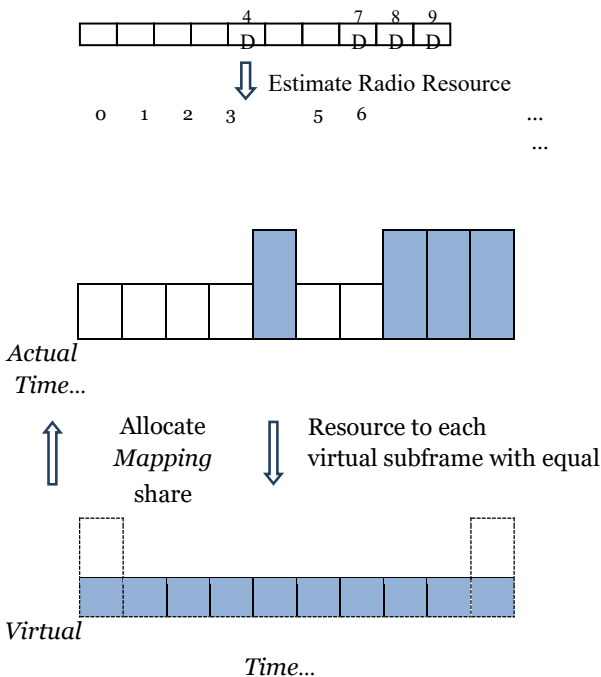 4 7 8 9
D D D D
Estimate Radio Resource
0 1 2 3 5 6 ...
...
Actual
Time...
Allocate Resource to each
Mapping virtual subframe with equal
share
Virtual
Time...